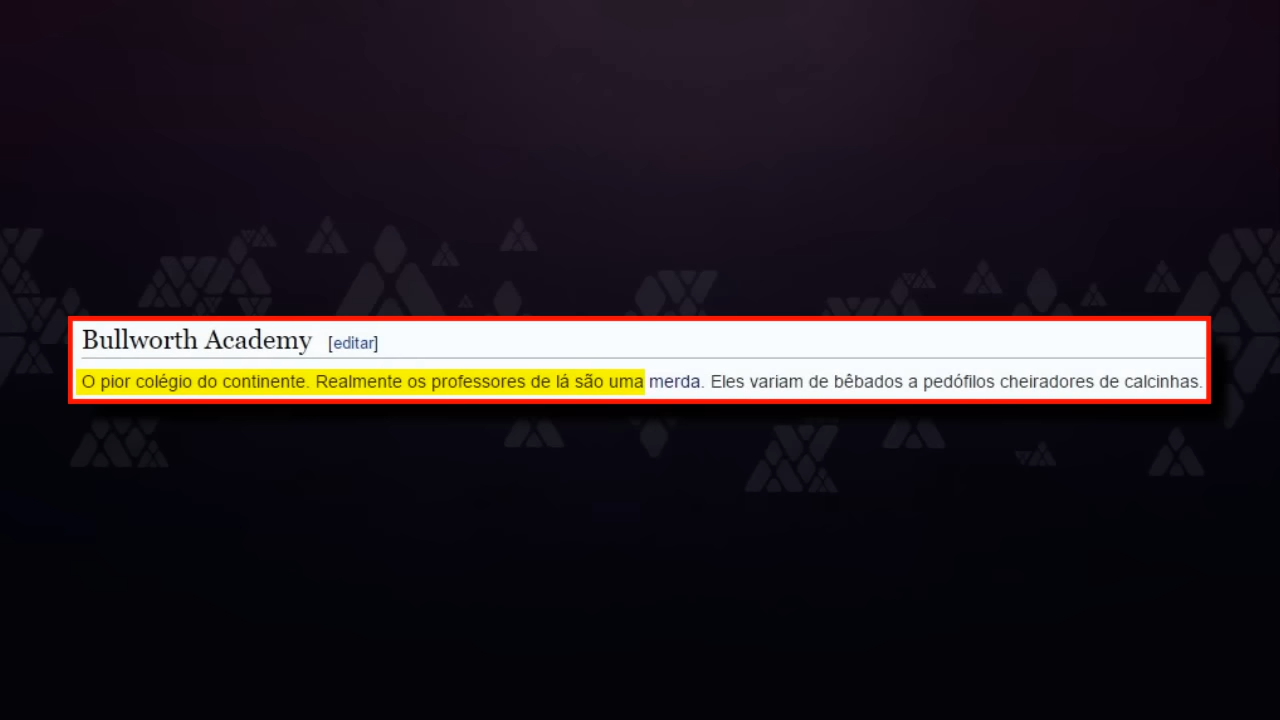 Bullworth Academy [editar]
O pior colégio do continente. Realmente os professores de lá são uma merda. Eles variam de bêbados a pedófilos cheiradores de calcinhas.